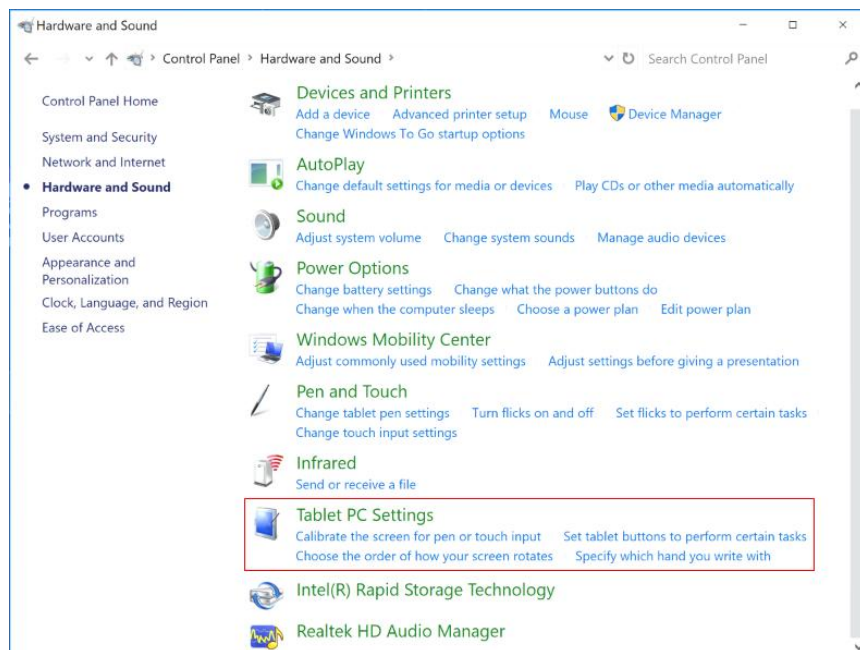 Hardware and Sound
Control Panel > Hardware and Sound >
Search Control Panel
Control Panel Home
System and Security
Network and Internet
Hardware and Sound
Programs
User Accounts
Appearance and
Personalization
Clock, Language, and Region
Ease of Access
Devices and Printers
Add a device Advanced printer setup Mouse Device Manager
Change Windows To Go startup options
AutoPlay
Change default settings for media or devices Play CDs or other media automatically
Sound
Adjust system volume Change system sounds Manage audio devices
Power Options
Change battery settings Change what the power buttons do
Change when the computer sleeps Choose a power plan Edit power plan
Windows Mobility Center
Adjust commonly used mobility settings Adjust settings before giving a presentation
Pen and Touch
Change tablet pen settings Turn flicks on and off Set flicks to perform certain tasks
Change touch input settings
Infrared
Send or receive a file
Tablet PC Settings
Calibrate the screen for pen or touch input Set tablet buttons to perform certain tasks
Choose the order of how your screen rotates Specify which hand you write with
Intel(R) Rapid Storage Technology
Realtek HD Audio Manager